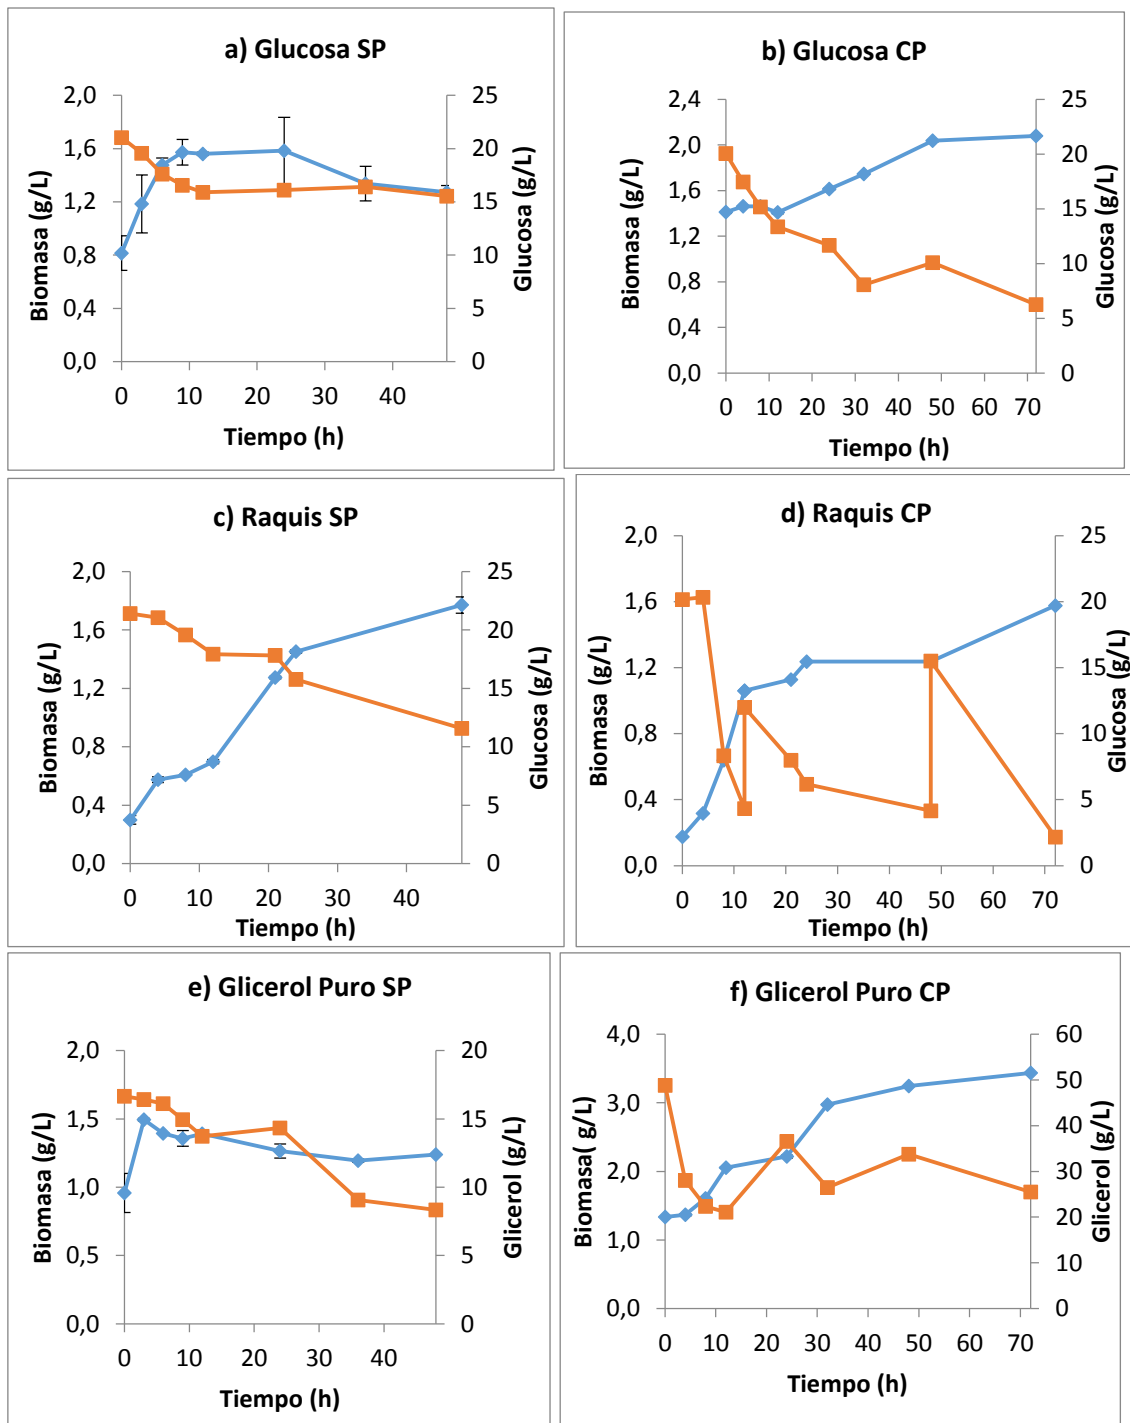 a) Glucosa SP
2,0
1,6
1,2
0,8
0,4
0,0
25
20
15
10
5
0
0 10 20 30 40
Biomasa (g/L)
Glucosa (g/L)
Tiempo (h)
b) Glucosa CP
2,4
2,0
1,6
1,2
0,8
0,4
0,0
25
20
15
10
5
0
0 10 20 30 40 50 60 70
Biomasa (g/L)
Glucosa (g/L)
Tiempo (h)
c) Raquis SP
2,0
1,6
1,2
0,8
0,4
0,0
25
20
15
10
5
0
0 10 20 30 40
Biomasa (g/L)
Glucosa (g/L)
Tiempo (h)
d) Raquis CP
2,0
1,6
1,2
0,8
0,4
0,0
25
20
15
10
5
0
0 10 20 30 40 50 60 70
Biomasa (g/L)
Glucosa (g/L)
Tiempo (h)
e) Glicerol Puro SP
2,0
1,5
1,0
0,5
0,0
20
15
10
5
0
0 10 20 30 40
Biomasa (g/L)
Glicerol (g/L)
Tiempo (h)
f) Glicerol Puro CP
4,0
3,0
2,0
1,0
0,0
60
50
40
30
20
10
0
0 10 20 30 40 50 60 70
Biomasa( g/L)
Glicerol (g/L)
Tiempo (h)